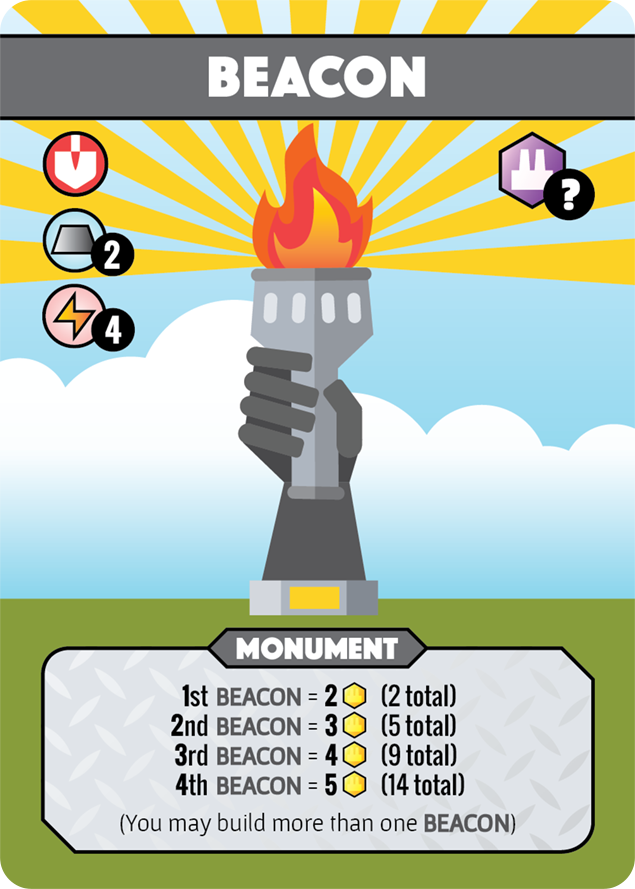 BEACON
?
2
4
MONUMENT
1st BEACON = 2 (2 total)
2nd BEACON = 3 (5 total)
3rd BEACON = 4 (9 total)
4th BEACON = 5 (14 total)
(You may build more than one BEACON)